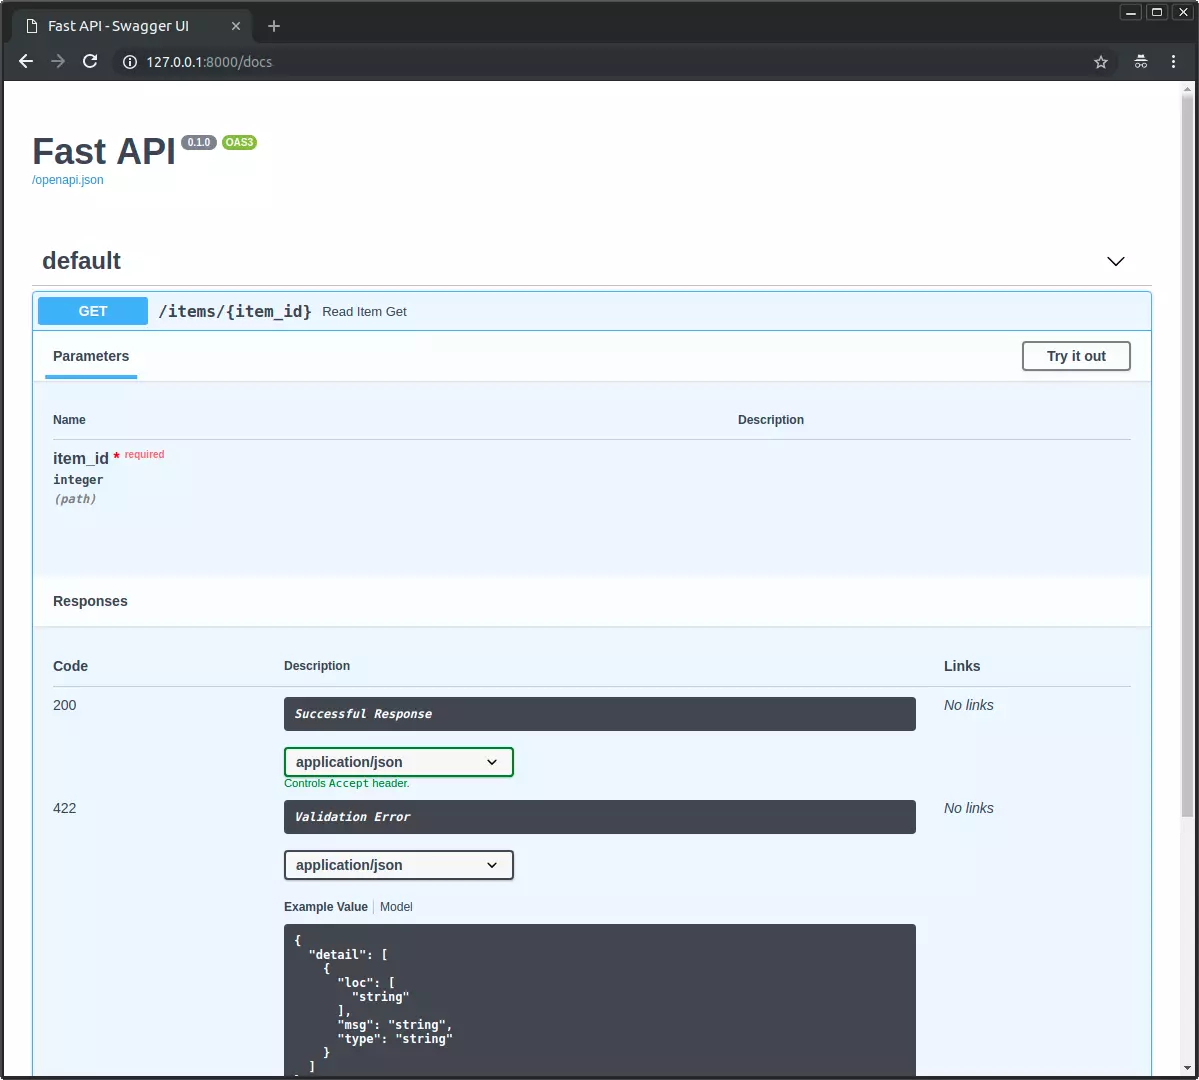 Fast API - Swagger UI
127.0.0.1:8000/docs
Fast API 0.1.0 OAS3
/openapi.json
default
GET /items/{item_id} Read Item Get
Parameters Try it out
Name Description
item_id * required
integer
(path)
Responses
Code Description Links
200 Successful Response No links
application/json
Controls Accept header.
422 Validation Error No links
application/json
Example Value Model
{
  "detail": [
    {
      "loc": [
        "string"
      ],
      "msg": "string",
      "type": "string"
    }
  ]